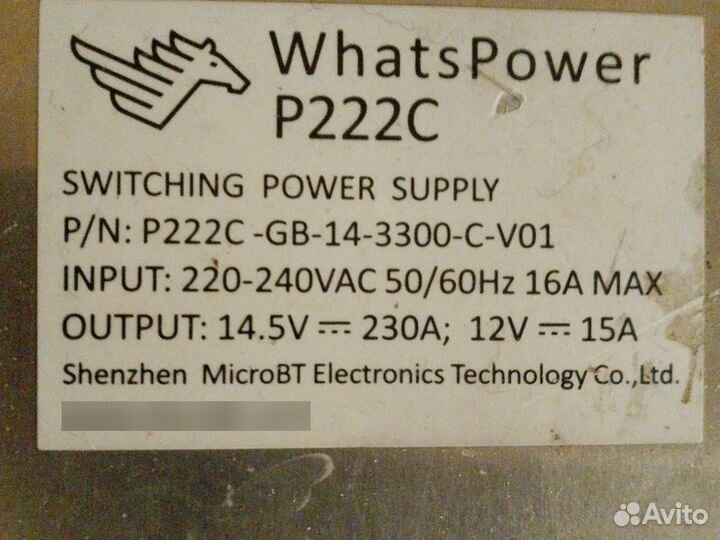 WhatsPower
P222C
SWITCHING POWER SUPPLY
P/N: P222C -GB-14-3300-C-V01
INPUT: 220-240VAC 50/60Hz 16A MAX
OUTPUT: 14.5V ⎓ 230A; 12V ⎓ 15A
Shenzhen MicroBT Electronics Technology Co.,Ltd.
Avito